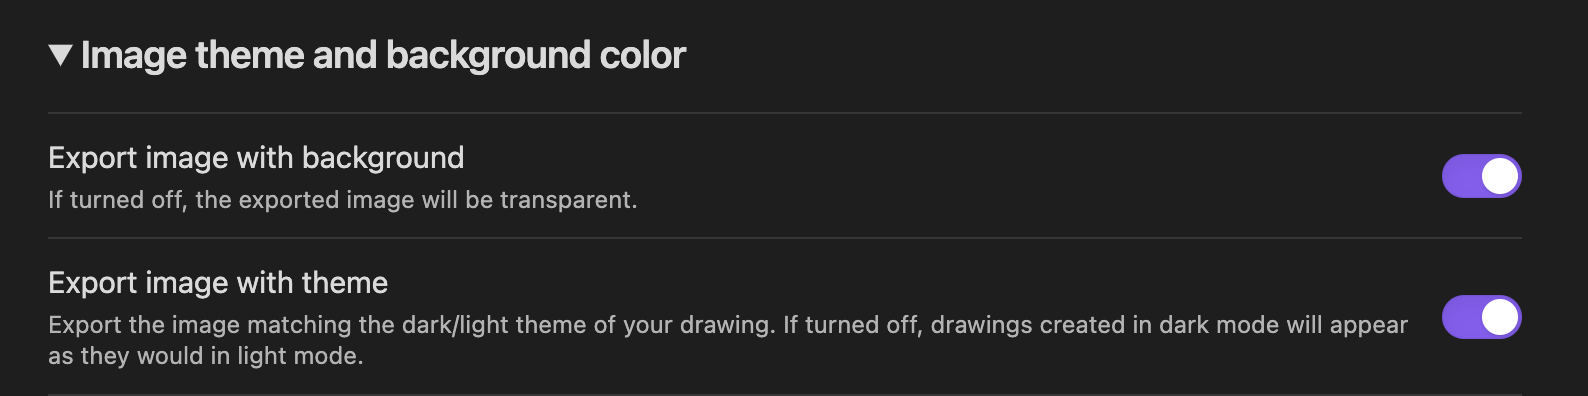 Image theme and background color
Export image with background
If turned off, the exported image will be transparent.
Export image with theme
Export the image matching the dark/light theme of your drawing. If turned off, drawings created in dark mode will appear
as they would in light mode.